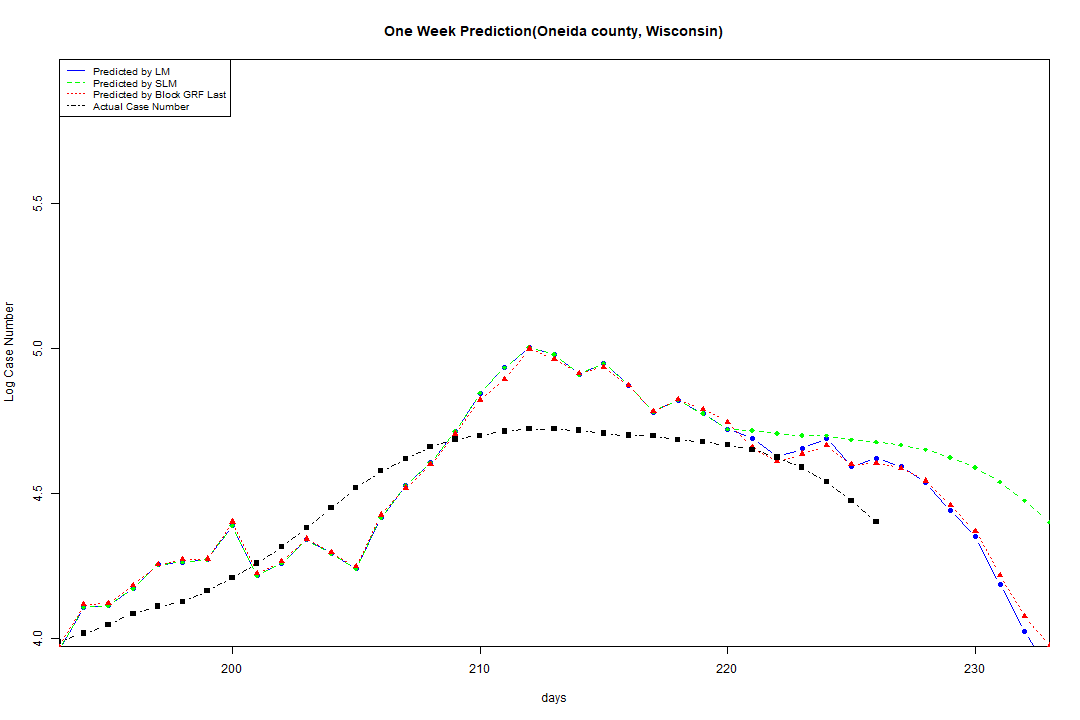 One Week Prediction(Oneida county, Wisconsin)
Predicted by LM
Predicted by SLM
Predicted by Block GRF Last
Actual Case Number
Log Case Number
5.5
5.0
4.5
4.0
200 210 220 230
days